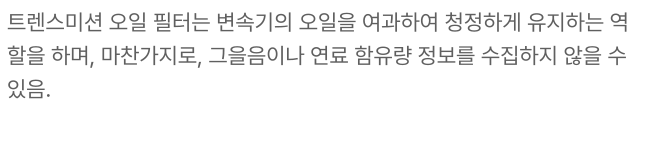 트렌스미션 오일 필터는 변속기의 오일을 여과하여 청정하게 유지하는 역
할을 하며, 마찬가지로, 그을음이나 연료 함유량 정보를 수집하지 않을 수
있음.